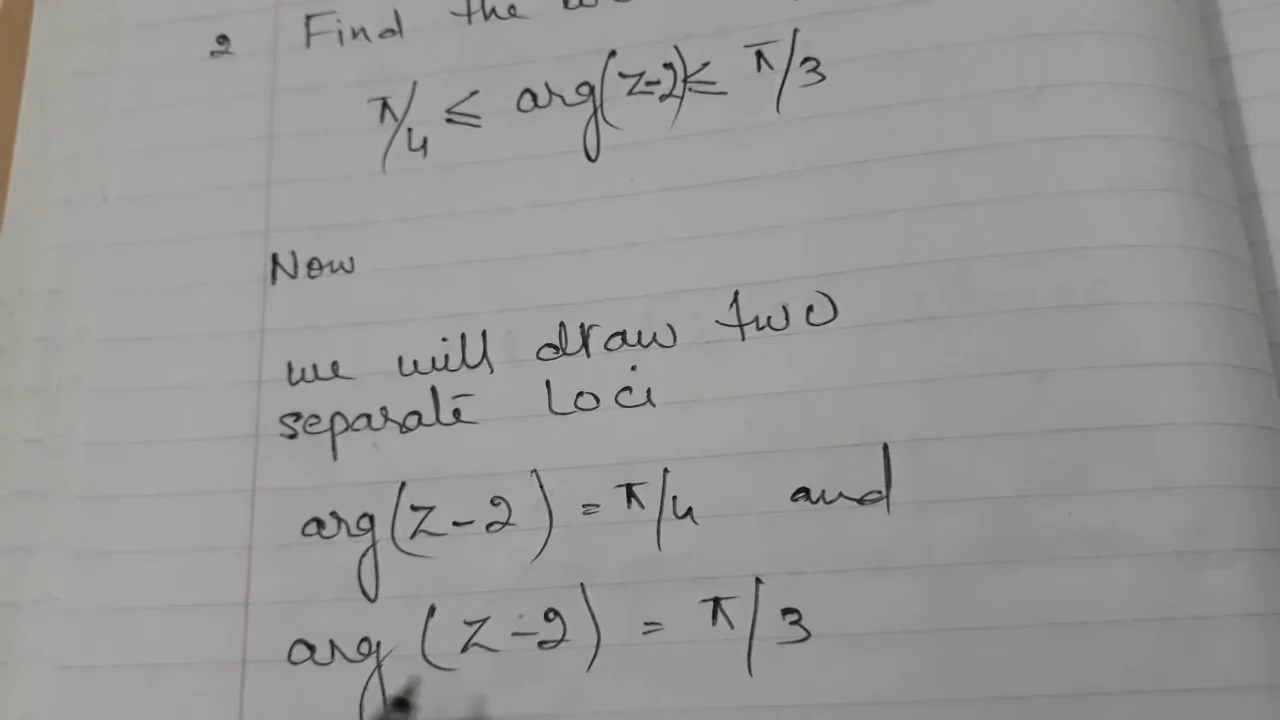 2 Find the
π/4 ≤ arg(z-2) ≤ π/3
Now
we will draw two
separate Loci
arg(z-2) = π/4 and
arg(z-2) = π/3